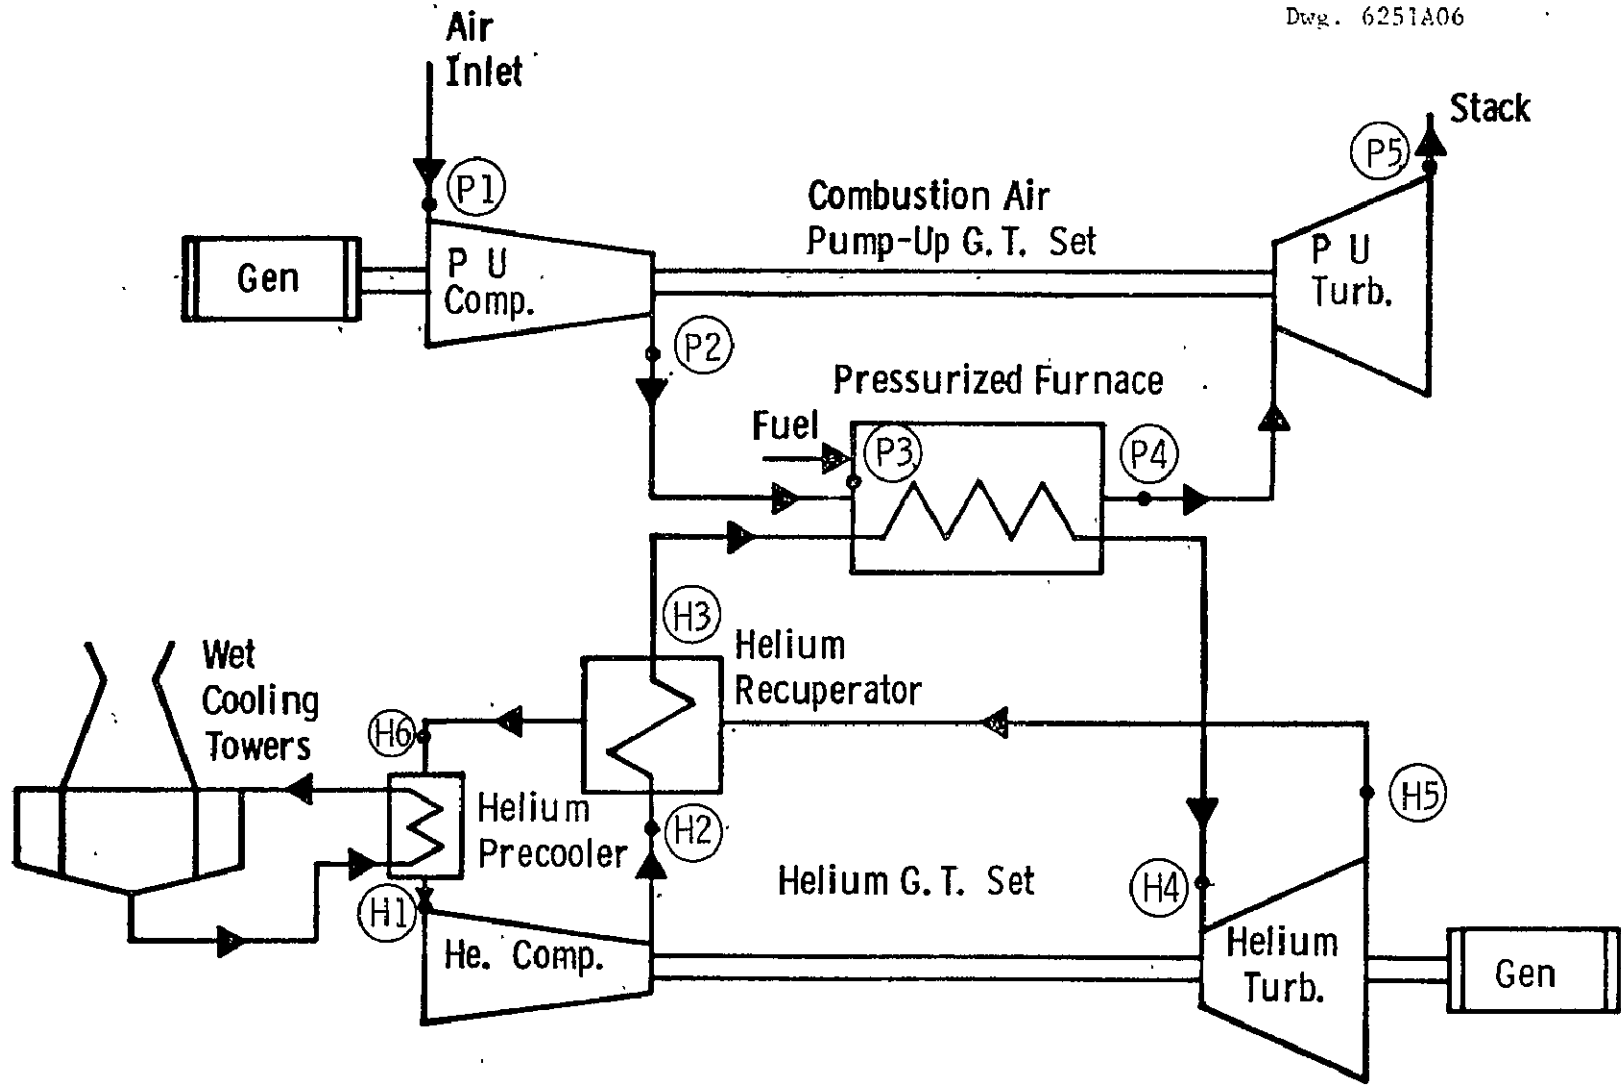 Dwg. 6251A06
Air
Inlet
Stack
P5
P1
Combustion Air
Pump-Up G. T. Set
Gen
P U
Comp.
P U
Turb.
P2
Pressurized Furnace
Fuel
P3
P4
H3
Helium
Recuperator
Wet
Cooling
Towers
H6
H5
Helium
Precooler
H2
Helium G. T. Set
H4
H1
He. Comp.
Helium
Turb.
Gen